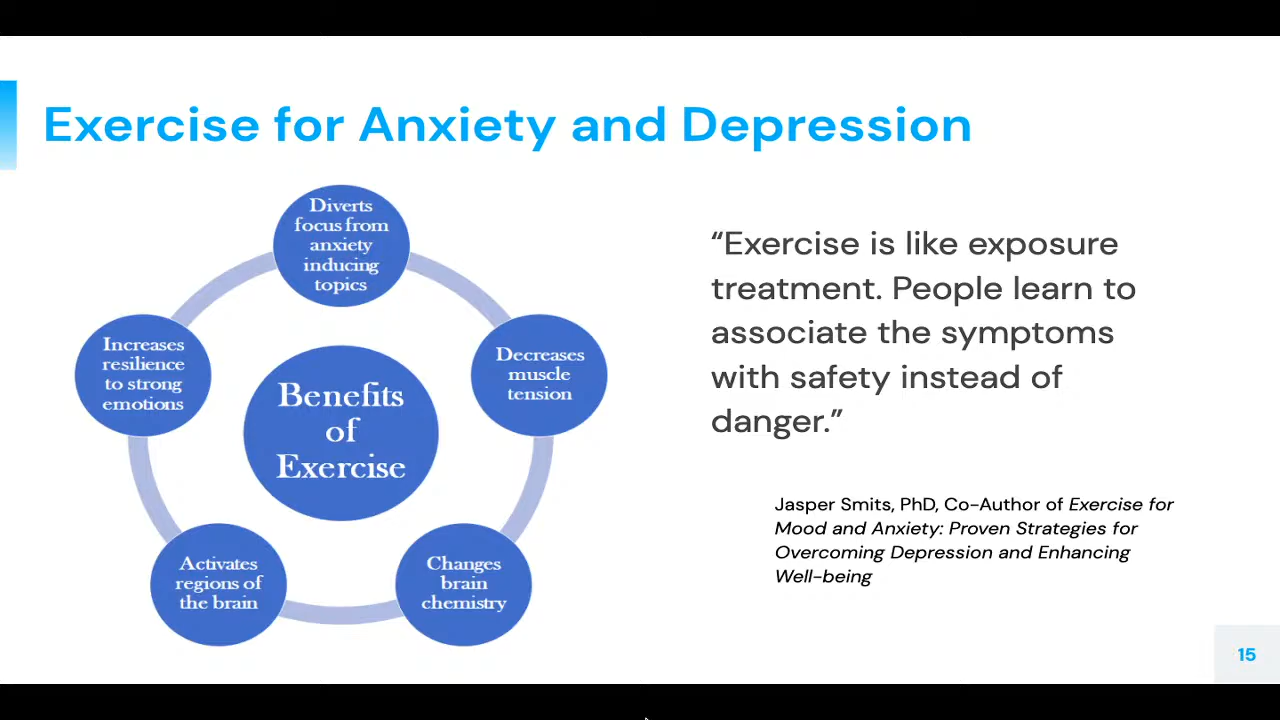 Exercise for Anxiety and Depression
Diverts
focus from
anxiety
inducing
topics
Decreases
muscle
tension
Changes
brain
chemistry
Activates
regions of
the brain
Increases
resilience
to strong
emotions
Benefits
of
Exercise
“Exercise is like exposure
treatment. People learn to
associate the symptoms
with safety instead of
danger.”
Jasper Smits, PhD, Co-Author of Exercise for
Mood and Anxiety: Proven Strategies for
Overcoming Depression and Enhancing
Well-being
15